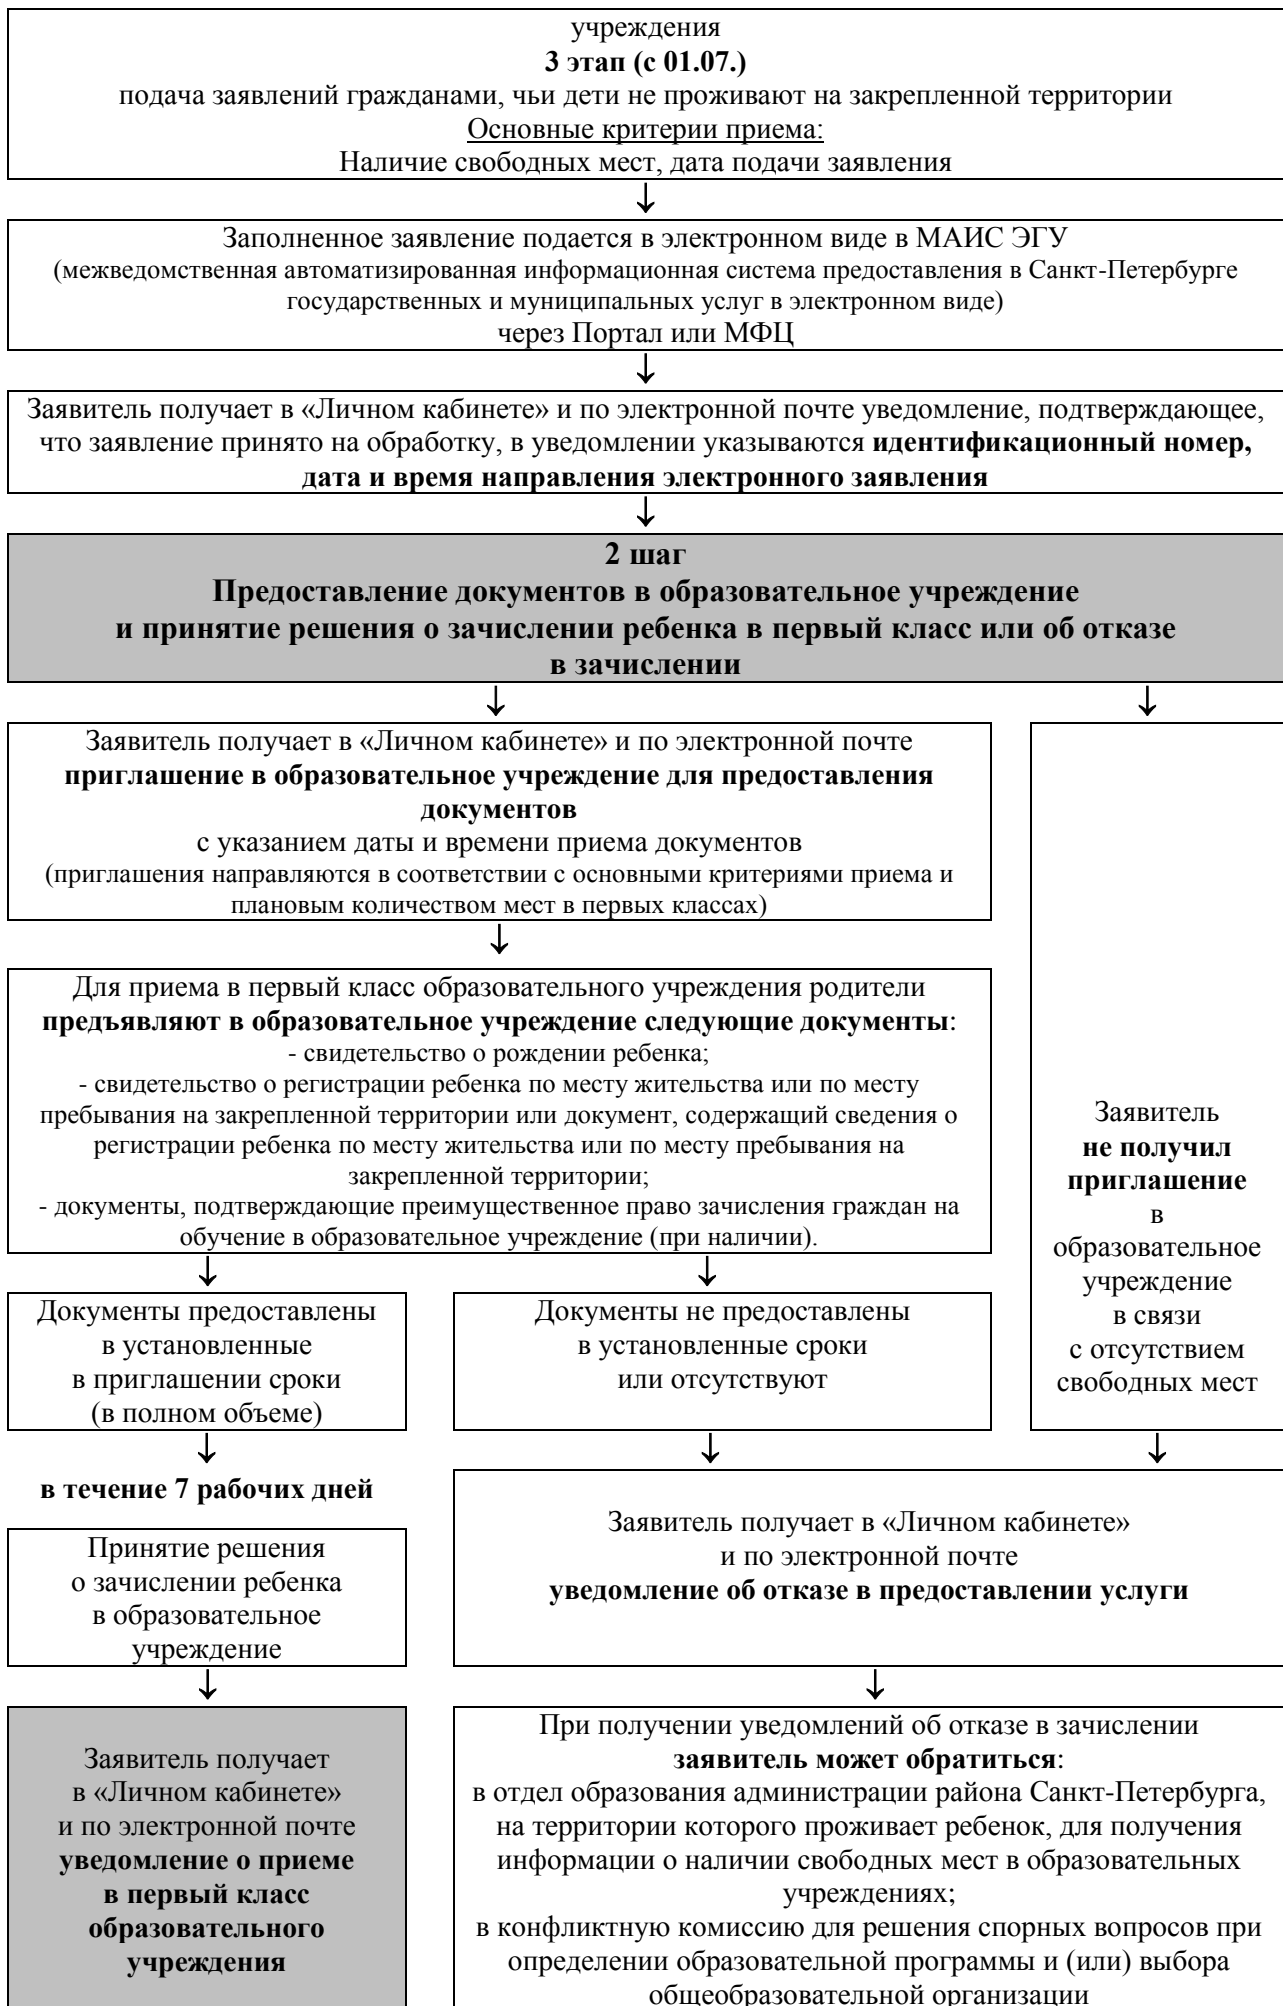 учреждения
3 этап (с 01.07.)
подача заявлений гражданами, чьи дети не проживают на закрепленной территории
Основные критерии приема:
Наличие свободных мест, дата подачи заявления
Заполненное заявление подается в электронном виде в МАИС ЭГУ
(межведомственная автоматизированная информационная система предоставления в Санкт-Петербурге
государственных и муниципальных услуг в электронном виде)
через Портал или МФЦ
Заявитель получает в «Личном кабинете» и по электронной почте уведомление, подтверждающее,
что заявление принято на обработку, в уведомлении указываются идентификационный номер,
дата и время направления электронного заявления
2 шаг
Предоставление документов в образовательное учреждение
и принятие решения о зачислении ребенка в первый класс или об отказе
в зачислении
Заявитель получает в «Личном кабинете» и по электронной почте
приглашение в образовательное учреждение для предоставления
документов
с указанием даты и времени приема документов
(приглашения направляются в соответствии с основными критериями приема и
плановым количеством мест в первых классах)
Для приема в первый класс образовательного учреждения родители
предъявляют в образовательное учреждение следующие документы:
- свидетельство о рождении ребенка;
- свидетельство о регистрации ребенка по месту жительства или по месту
пребывания на закрепленной территории или документ, содержащий сведения о
регистрации ребенка по месту жительства или по месту пребывания на
закрепленной территории;
- документы, подтверждающие преимущественное право зачисления граждан на
обучение в образовательное учреждение (при наличии).
Заявитель
не получил
приглашение
в
образовательное
учреждение
в связи
с отсутствием
свободных мест
Документы предоставлены
в установленные
в приглашении сроки
(в полном объеме)
Документы не предоставлены
в установленные сроки
или отсутствуют
в течение 7 рабочих дней
Принятие решения
о зачислении ребенка
в образовательное
учреждение
Заявитель получает в «Личном кабинете»
и по электронной почте
уведомление об отказе в предоставлении услуги
Заявитель получает
в «Личном кабинете»
и по электронной почте
уведомление о приеме
в первый класс
образовательного
учреждения
При получении уведомлений об отказе в зачислении
заявитель может обратиться:
в отдел образования администрации района Санкт-Петербурга,
на территории которого проживает ребенок, для получения
информации о наличии свободных мест в образовательных
учреждениях;
в конфликтную комиссию для решения спорных вопросов при
определении образовательной программы и (или) выбора
общеобразовательной организации